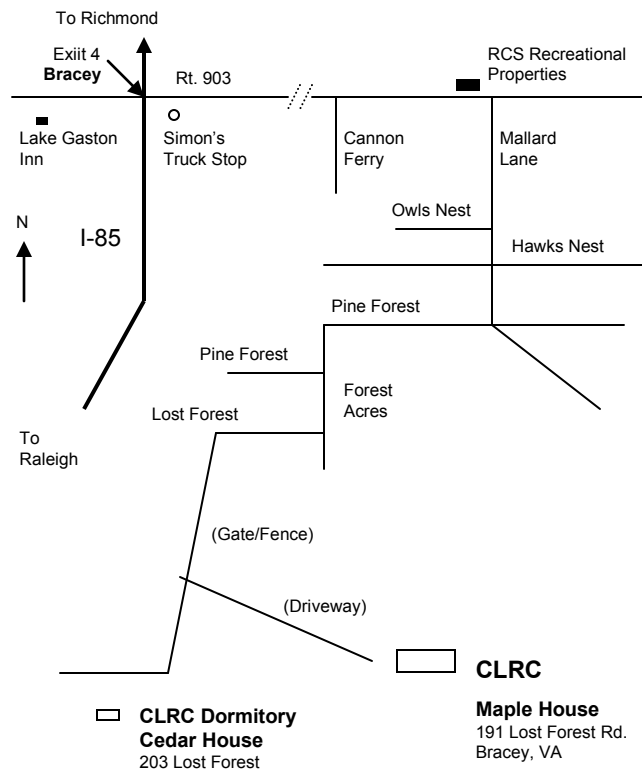 To Richmond
Exiit 4
Bracey
Rt. 903
RCS Recreational
Properties
Lake Gaston
Inn
Simon's
Truck Stop
Cannon
Ferry
Mallard
Lane
N
I-85
Owls Nest
Hawks Nest
Pine Forest
Pine Forest
Forest
Acres
Lost Forest
To
Raleigh
(Gate/Fence)
(Driveway)
CLRC
Maple House
191 Lost Forest Rd.
Bracey, VA
CLRC Dormitory
Cedar House
203 Lost Forest